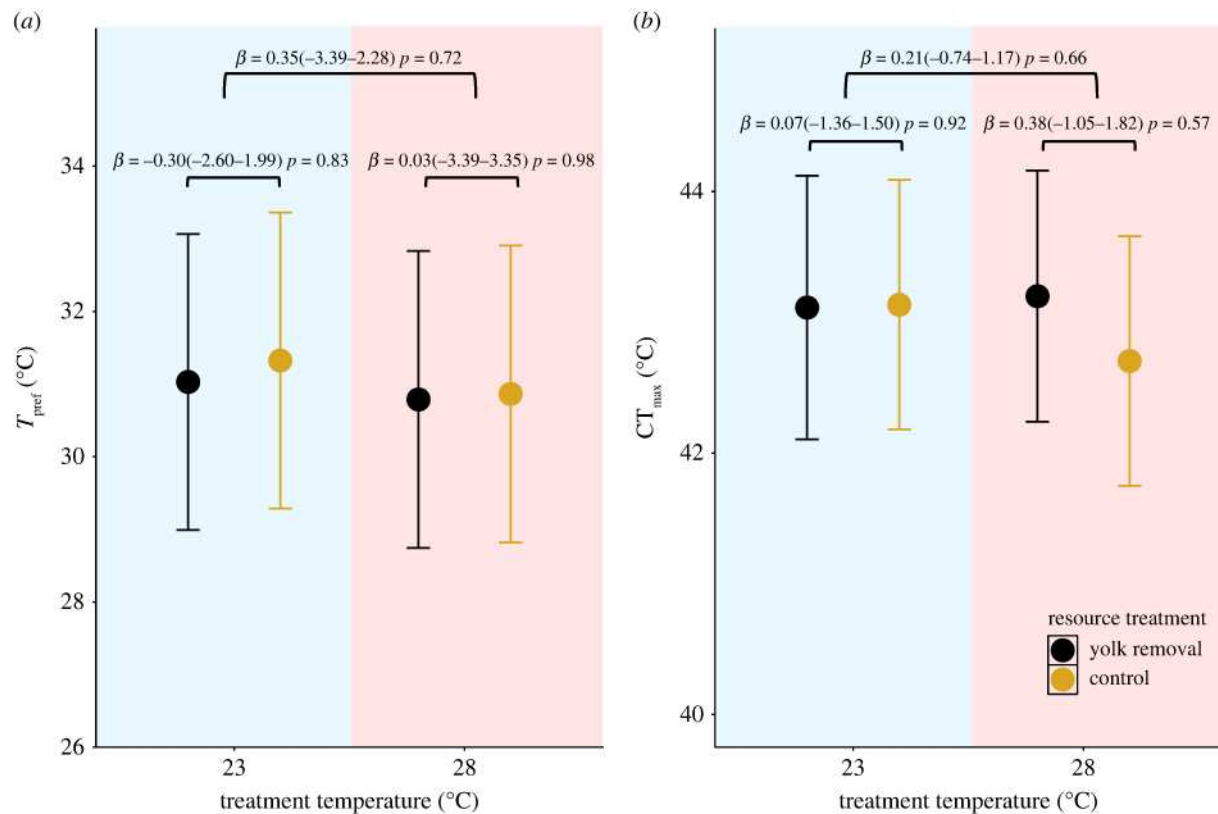 (a)
β = 0.35(–3.39–2.28) p = 0.72
β = –0.30(–2.60–1.99) p = 0.83
β = 0.03(–3.39–3.35) p = 0.98
34
32
30
28
26
T_pref (°C)
23
28
treatment temperature (°C)
(b)
β = 0.21(–0.74–1.17) p = 0.66
β = 0.07(–1.36–1.50) p = 0.92
β = 0.38(–1.05–1.82) p = 0.57
44
42
40
CT_max (°C)
resource treatment
yolk removal
control
23
28
treatment temperature (°C)